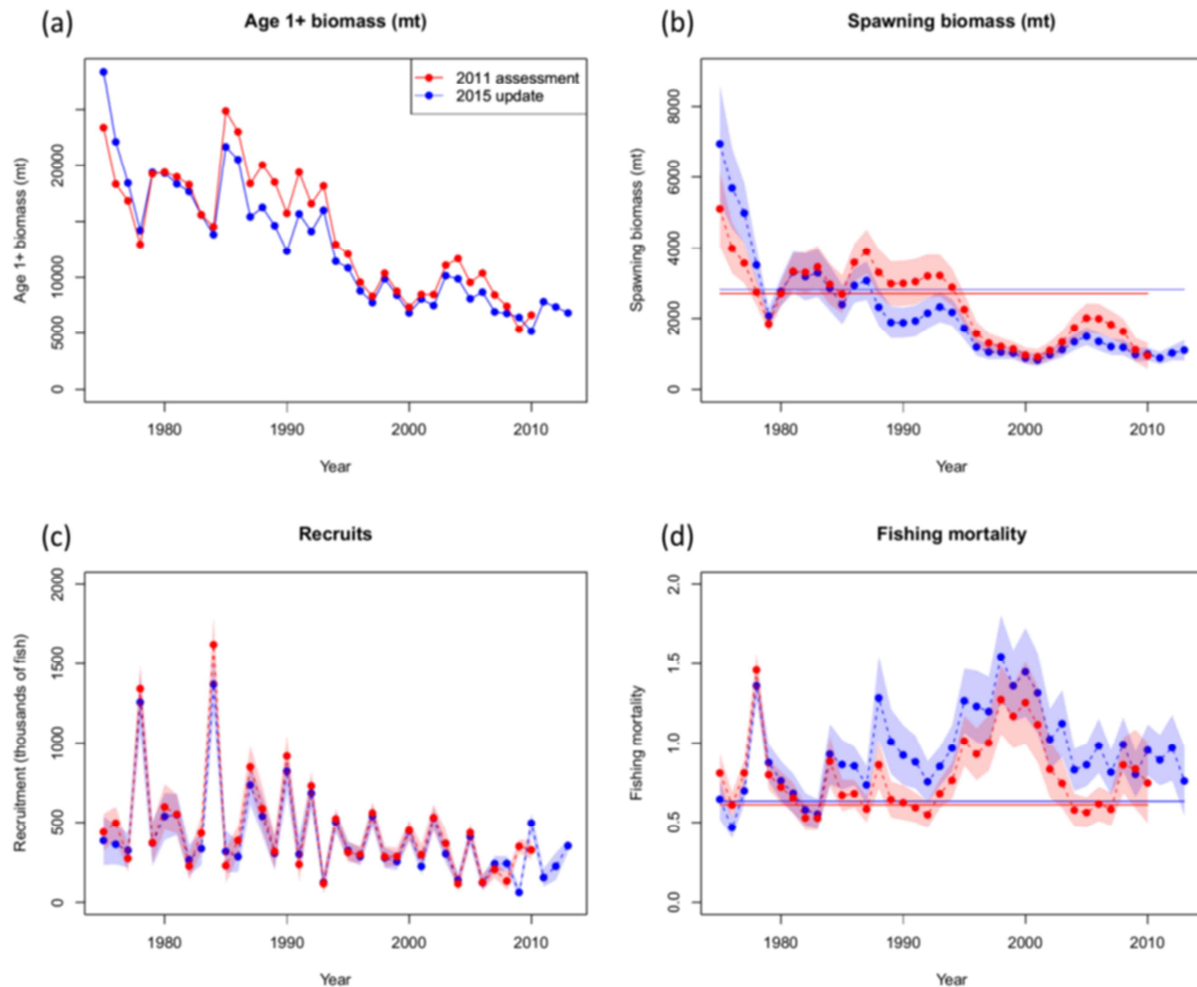 (a) Age 1+ biomass (mt)
2011 assessment
2015 update
Age 1+ biomass (mt)
0 5000 10000 20000
1980 1990 2000 2010
Year
(b) Spawning biomass (mt)
Spawning biomass (mt)
0 2000 4000 6000 8000
1980 1990 2000 2010
Year
(c) Recruits
Recruitment (thousands of fish)
0 500 1000 1500 2000
1980 1990 2000 2010
Year
(d) Fishing mortality
Fishing mortality
0.0 0.5 1.0 1.5 2.0
1980 1990 2000 2010
Year